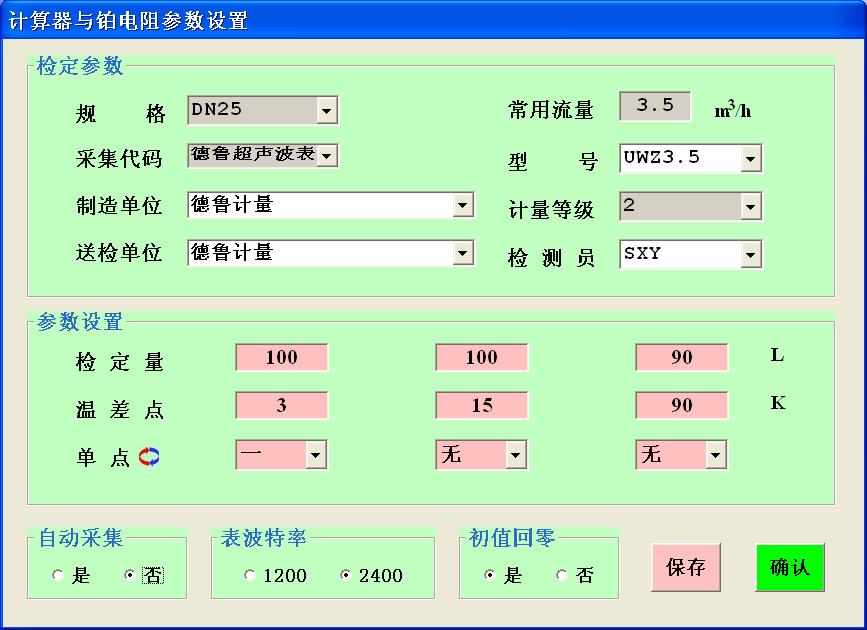 计算器与铂电阻参数设置
检定参数
规 格 DN25 常用流量 3.5 m³/h
采集代码 德鲁超声波表 型 号 UWZ3.5
制造单位 德鲁计量 计量等级 2
送检单位 德鲁计量 检 测 员 SXY
参数设置
检 定 量 100 100 90 L
温 差 点 3 15 90 K
单 点 一 无 无
自动采集 表波特率 初值回零
是 否 1200 2400 是 否 保存 确认